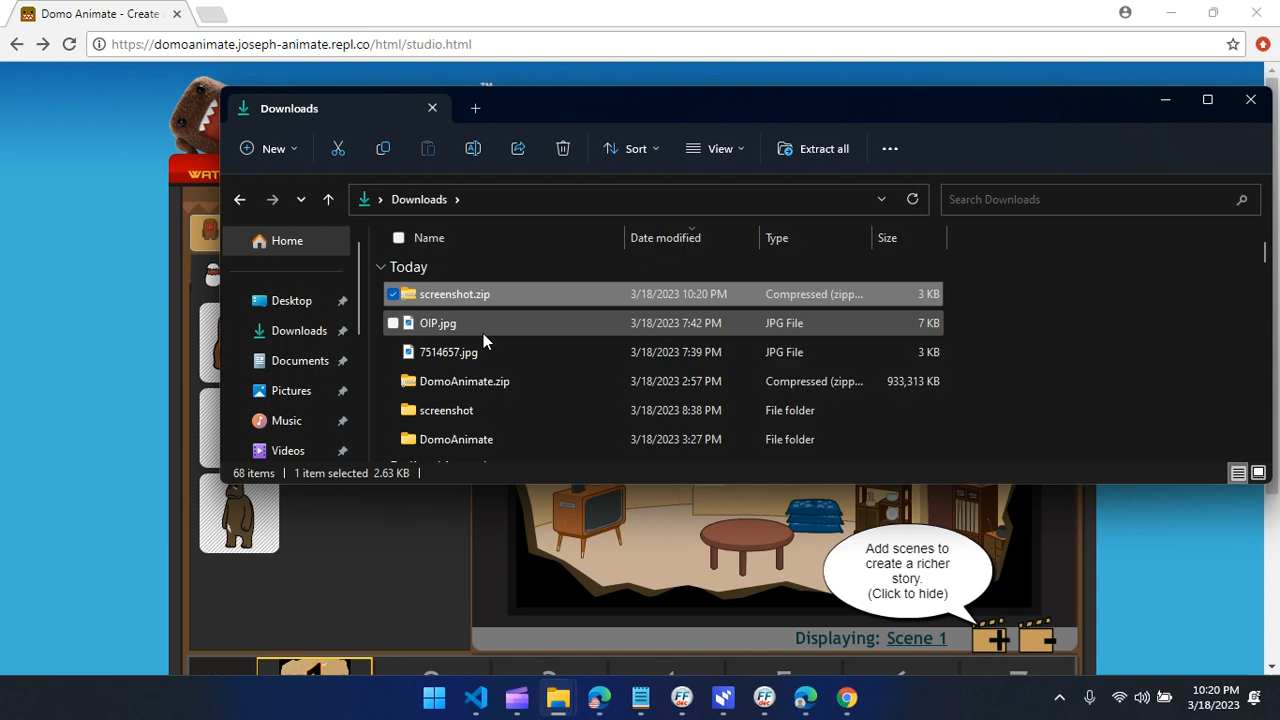 Domo Animate - Create
https://domoanimate.joseph-animate.repl.co/html/studio.html
TM
WAT
Downloads
New
Sort
View
Extract all
Downloads
Search Downloads
Home
Desktop
Downloads
Documents
Pictures
Music
Videos
Name Date modified Type Size
Today
screenshot.zip 3/18/2023 10:20 PM Compressed (zipp... 3 KB
OIP.jpg 3/18/2023 7:42 PM JPG File 7 KB
7514657.jpg 3/18/2023 7:39 PM JPG File 3 KB
DomoAnimate.zip 3/18/2023 2:57 PM Compressed (zipp... 933,313 KB
screenshot 3/18/2023 8:38 PM File folder
DomoAnimate 3/18/2023 3:27 PM File folder
68 items 1 item selected 2.63 KB
Add scenes to
create a richer
story.
(Click to hide)
Displaying: Scene 1
10:20 PM
3/18/2023